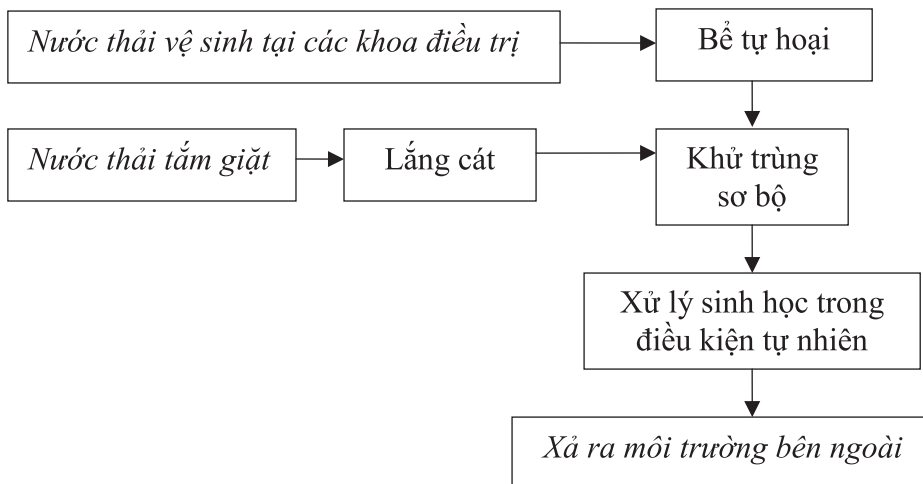 Nước thải vệ sinh tại các khoa điều trị
Bể tự hoại
Nước thải tắm giặt
Lắng cát
Khử trùng
sơ bộ
Xử lý sinh học trong
điều kiện tự nhiên
Xả ra môi trường bên ngoài